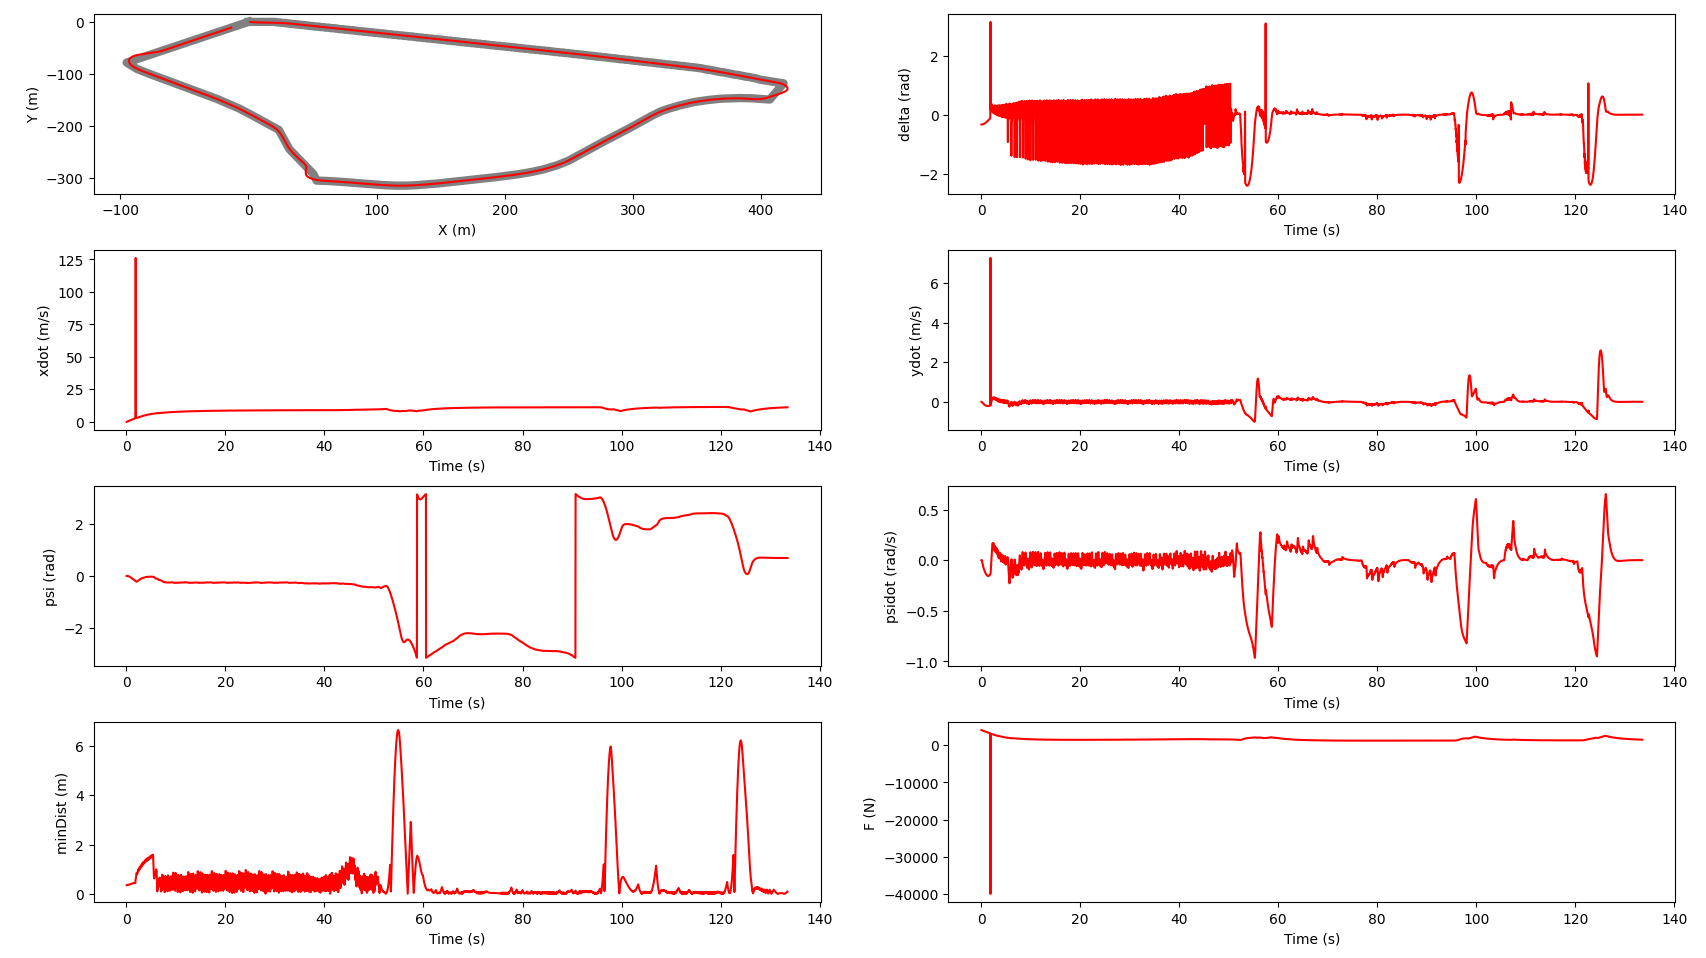 0
−100
−200
−300
Y (m)
−100 0 100 200 300 400
X (m)
2
0
−2
delta (rad)
0 20 40 60 80 100 120 140
Time (s)
125
100
75
50
25
0
xdot (m/s)
0 20 40 60 80 100 120 140
Time (s)
6
4
2
0
ydot (m/s)
0 20 40 60 80 100 120 140
Time (s)
2
0
−2
psi (rad)
0 20 40 60 80 100 120 140
Time (s)
0.5
0.0
−0.5
−1.0
psidot (rad/s)
0 20 40 60 80 100 120 140
Time (s)
6
4
2
0
minDist (m)
0 20 40 60 80 100 120 140
Time (s)
0
−10000
−20000
−30000
−40000
F (N)
0 20 40 60 80 100 120 140
Time (s)